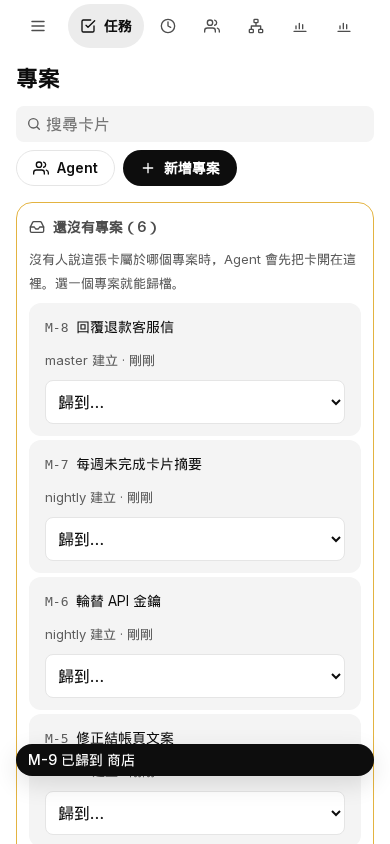 任務
專案
搜尋卡片
Agent
新增專案
還沒有專案 ( 6 )
沒有人說這張卡屬於哪個專案時，Agent 會先把卡開在這
裡。選一個專案就能歸檔。
M-8 回覆退款客服信
master 建立 · 剛剛
歸到…
M-7 每週未完成卡片摘要
nightly 建立 · 剛剛
歸到…
M-6 輪替 API 金鑰
nightly 建立 · 剛剛
歸到…
M-5 修正結帳頁文案
M-9 已歸到 商店
歸到…